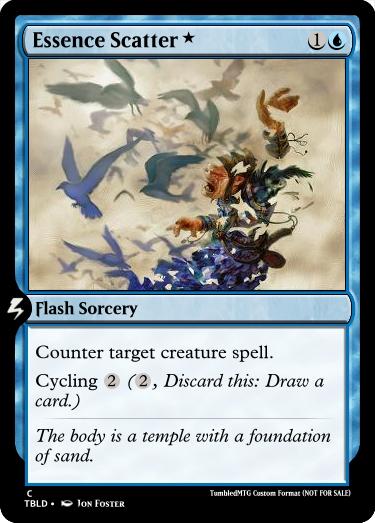 Essence Scatter★ 1
Flash Sorcery
Counter target creature spell.
Cycling 2 (2, Discard this: Draw a
card.)
The body is a temple with a foundation
of sand.
C
TBLD • Jon Foster
TumbledMTG Custom Format (NOT FOR SALE)